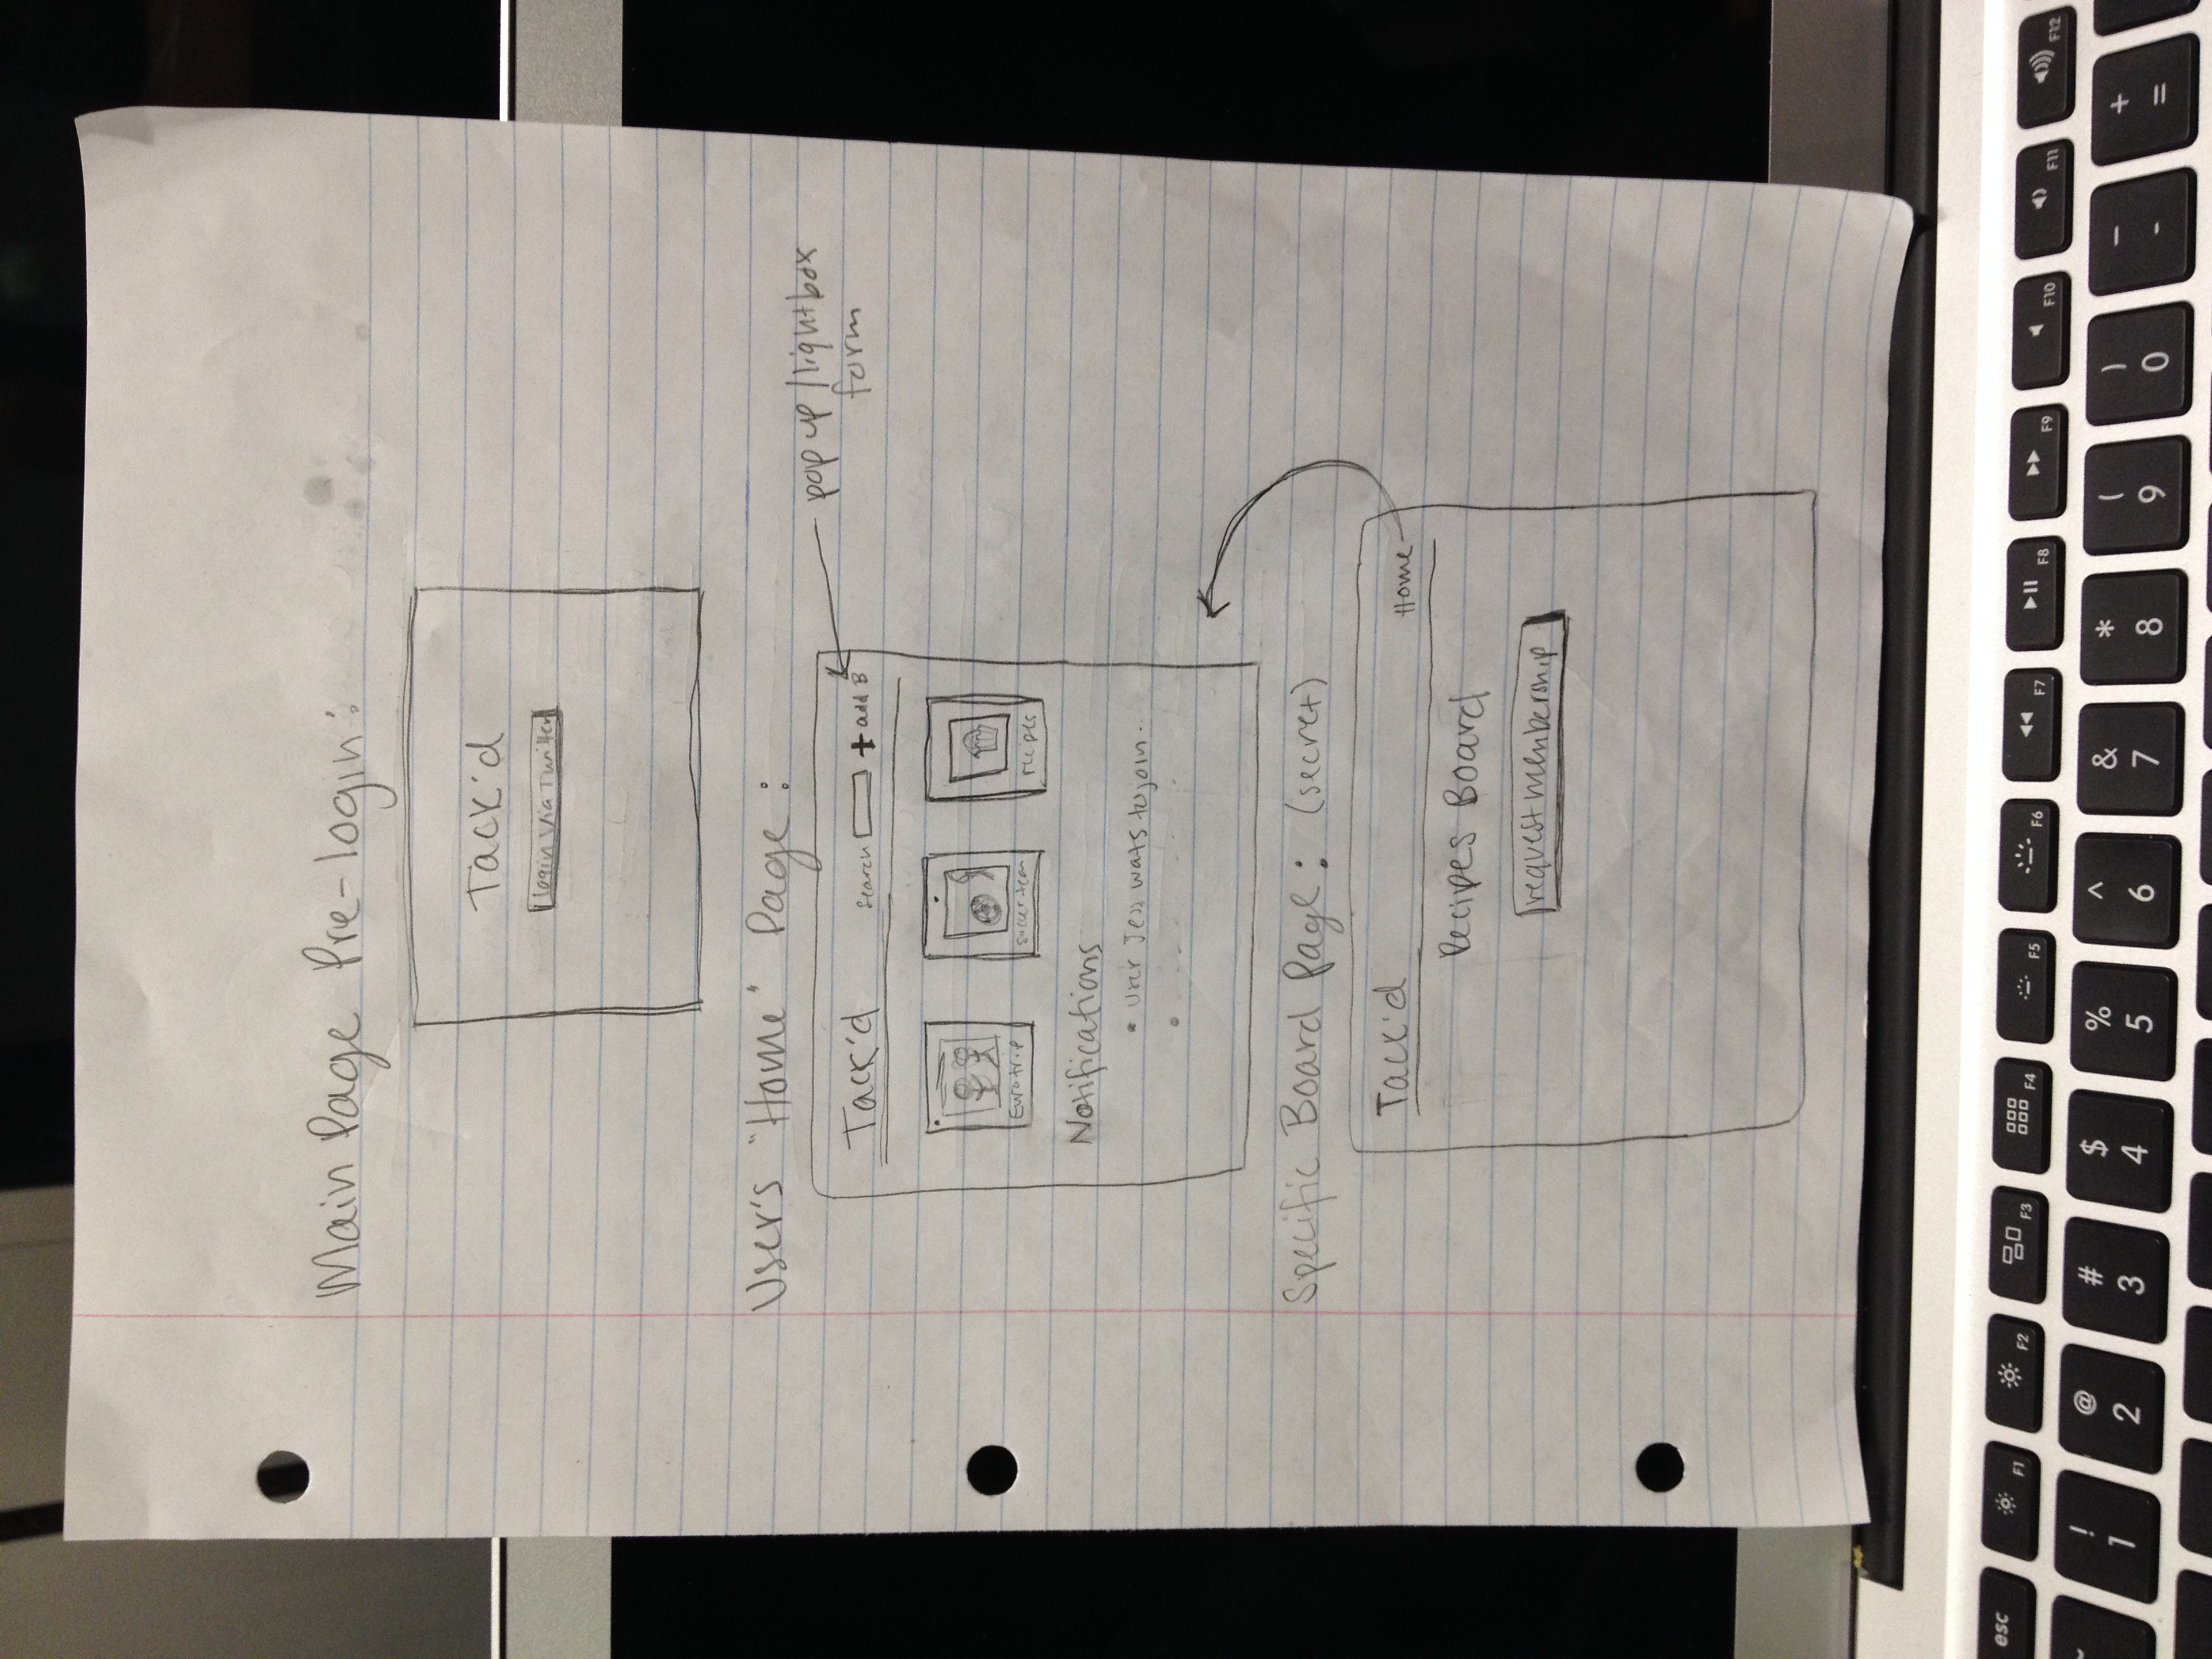 Main Page Pre-login:
Tack'd
login via Twitter
User's "Home" Page:
pop up/lightbox
form
Tack'd search + add B
Eurotrip soccer team recipes
Notifications
• User Jess wats to join.
Specific Board Page: (secret)
Tack'd Home
Recipes Board
request membership
esc F1 F2 F3 F4 F5 F6 F7 F8 F9 F10 F11 F12
~ ! @ # $ % ^ & * ( ) – +
1 2 3 4 5 6 7 8 9 0 - =